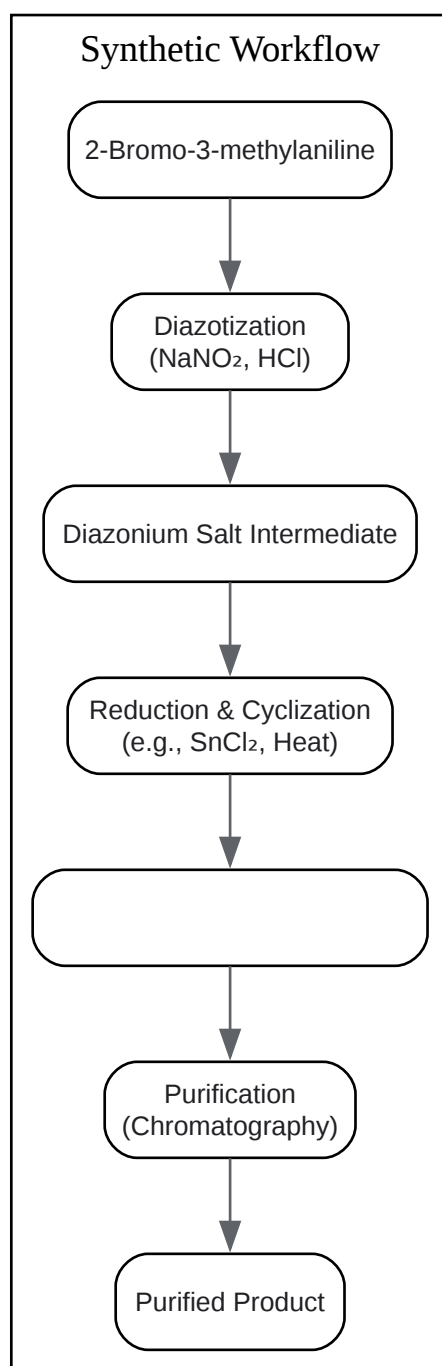 Synthetic Workflow
2-Bromo-3-methylaniline
Diazotization
(NaNO₂, HCl)
Diazonium Salt Intermediate
Reduction & Cyclization
(e.g., SnCl₂, Heat)
Purification
(Chromatography)
Purified Product